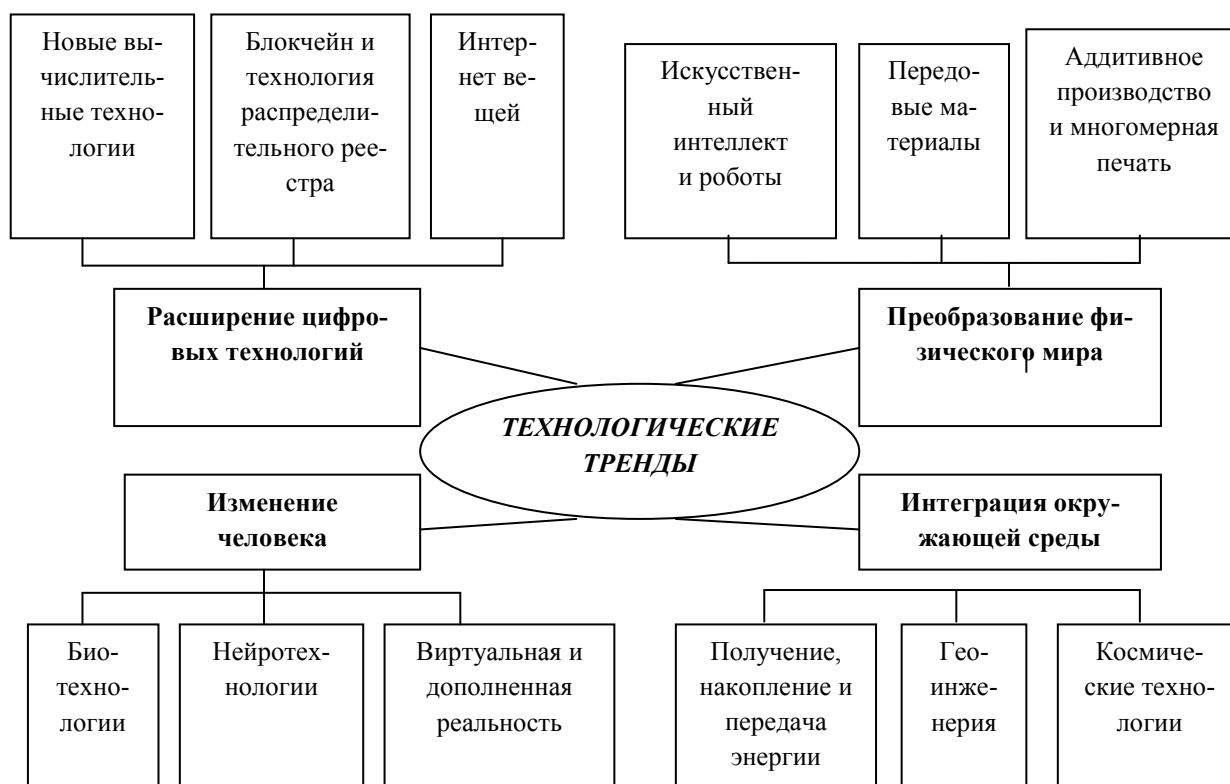 Новые вы-
числитель-
ные техно-
логии
Блокчейн и
технология
распредели-
тельного рее-
стра
Интер-
нет ве-
щей
Искусствен-
ный
интеллект
и роботы
Передо-
вые ма-
териалы
Аддитивное
производство
и многомерная
печать
Расширение цифро-
вых технологий
Преобразование фи-
зического мира
ТЕХНОЛОГИЧЕСКИЕ
ТРЕНДЫ
Изменение
человека
Интеграция окру-
жающей среды
Био-
техно-
логии
Нейротех-
нологии
Виртуальная и
дополненная
реальность
Получение,
накопление и
передача
энергии
Гео-
инже-
нерия
Космиче-
ские техно-
логии